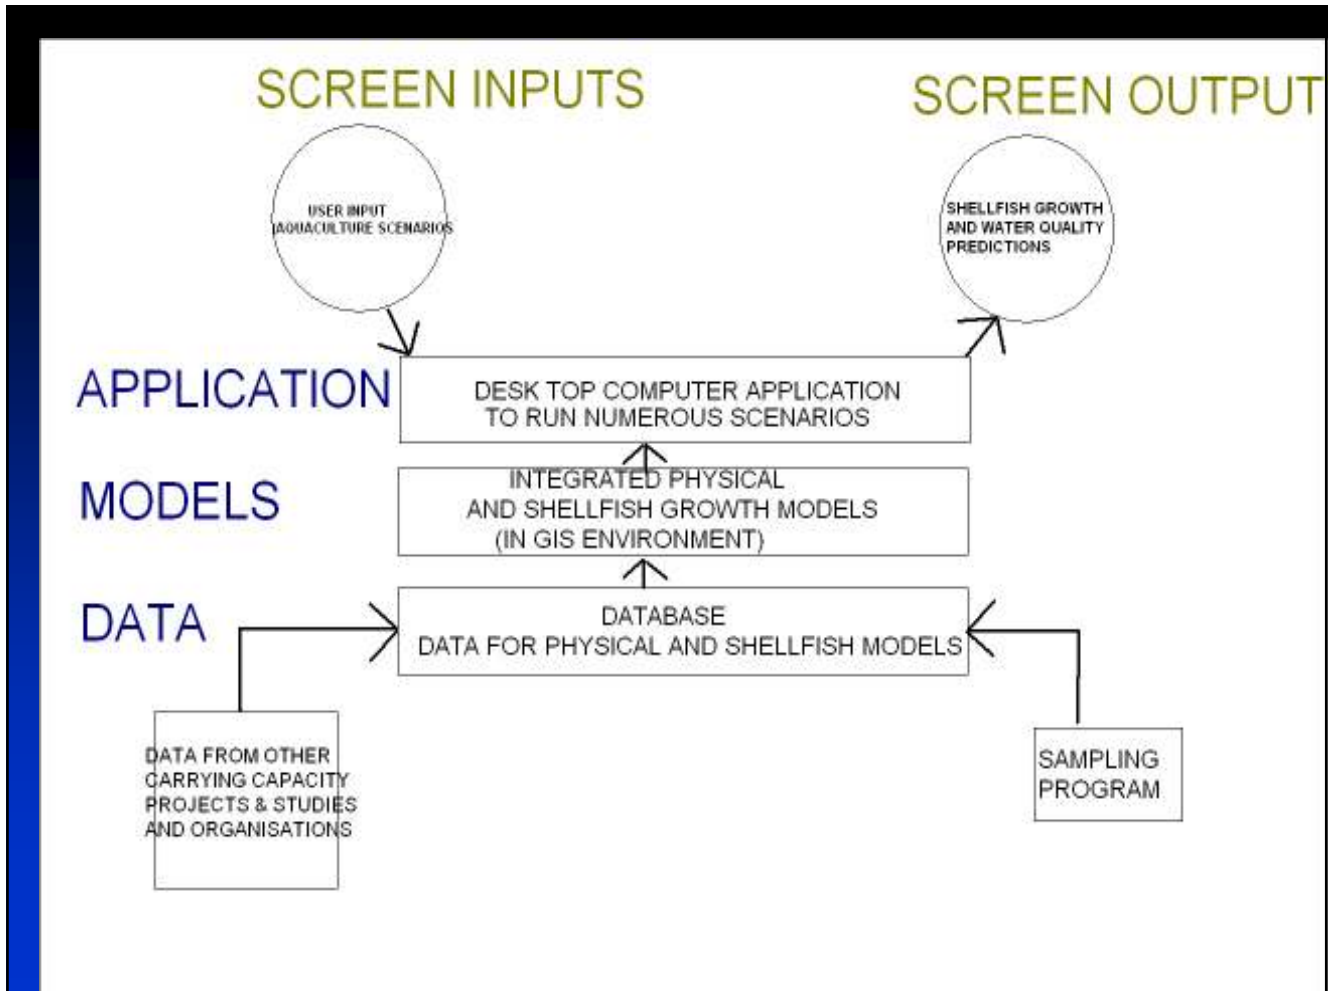 SCREEN INPUTS
SCREEN OUTPUT
USER INPUT
(AQUACULTURE SCENARIOS
SHELLFISH GROWTH
AND WATER QUALITY
PREDICTIONS
APPLICATION
DESK TOP COMPUTER APPLICATION
TO RUN NUMEROUS SCENARIOS
MODELS
INTEGRATED PHYSICAL
AND SHELLFISH GROWTH MODELS
(IN GIS ENVIRONMENT)
DATA
DATABASE
DATA FOR PHYSICAL AND SHELLFISH MODELS
DATA FROM OTHER
CARRYING CAPACITY
PROJECTS & STUDIES
AND ORGANISATIONS
SAMPLING
PROGRAM